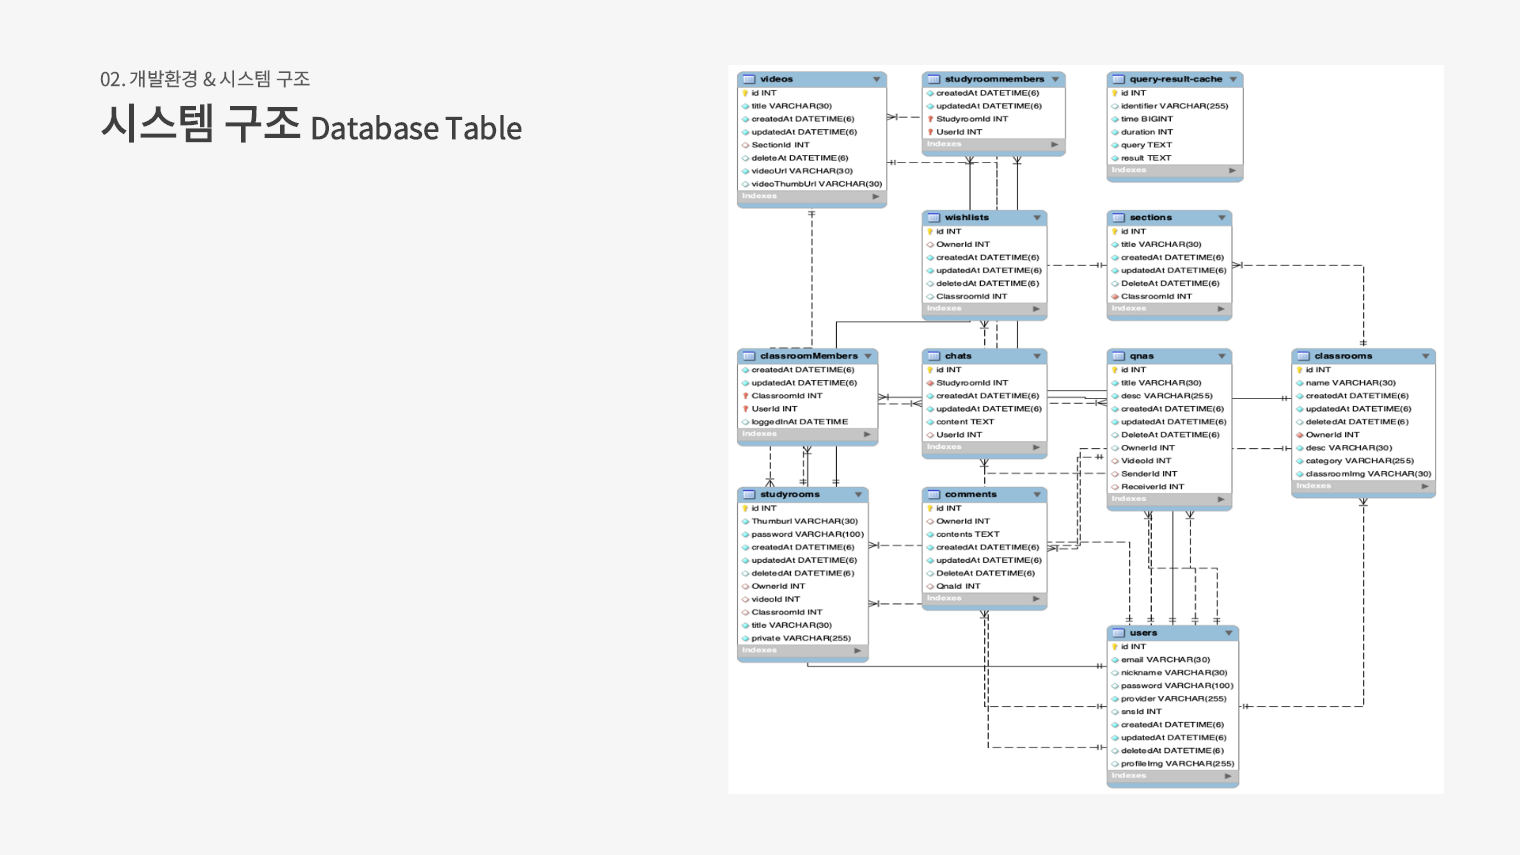 02. 개발환경 & 시스템 구조
시스템 구조 Database Table
videos
id INT
title VARCHAR(30)
createdAt DATETIME(6)
updatedAt DATETIME(6)
SectionId INT
deleteAt DATETIME(6)
videoUrl VARCHAR(30)
videoThumbUrl VARCHAR(30)
Indexes
studyroommembers
createdAt DATETIME(6)
updatedAt DATETIME(6)
StudyroomId INT
UserId INT
Indexes
query-result-cache
id INT
identifier VARCHAR(255)
time BIGINT
duration INT
query TEXT
result TEXT
Indexes
wishlists
id INT
OwnerId INT
createdAt DATETIME(6)
updatedAt DATETIME(6)
deletedAt DATETIME(6)
ClassroomId INT
Indexes
sections
id INT
title VARCHAR(30)
createdAt DATETIME(6)
updatedAt DATETIME(6)
DeleteAt DATETIME(6)
ClassroomId INT
Indexes
classroomMembers
createdAt DATETIME(6)
updatedAt DATETIME(6)
ClassroomId INT
UserId INT
loggedInAt DATETIME
Indexes
chats
id INT
StudyroomId INT
createdAt DATETIME(6)
updatedAt DATETIME(6)
content TEXT
UserId INT
Indexes
qnas
id INT
title VARCHAR(30)
desc VARCHAR(255)
createdAt DATETIME(6)
updatedAt DATETIME(6)
DeleteAt DATETIME(6)
OwnerId INT
VideoId INT
SenderId INT
ReceiverId INT
Indexes
classrooms
id INT
name VARCHAR(30)
createdAt DATETIME(6)
updatedAt DATETIME(6)
deletedAt DATETIME(6)
OwnerId INT
desc VARCHAR(30)
category VARCHAR(255)
classroomImg VARCHAR(30)
Indexes
studyrooms
id INT
Thumburl VARCHAR(30)
password VARCHAR(100)
createdAt DATETIME(6)
updatedAt DATETIME(6)
deletedAt DATETIME(6)
OwnerId INT
videoId INT
ClassroomId INT
title VARCHAR(30)
private VARCHAR(255)
Indexes
comments
id INT
OwnerId INT
contents TEXT
createdAt DATETIME(6)
updatedAt DATETIME(6)
DeleteAt DATETIME(6)
QnaId INT
Indexes
users
id INT
email VARCHAR(30)
nickname VARCHAR(30)
password VARCHAR(100)
provider VARCHAR(255)
snsId INT
createdAt DATETIME(6)
updatedAt DATETIME(6)
deletedAt DATETIME(6)
profileImg VARCHAR(255)
Indexes